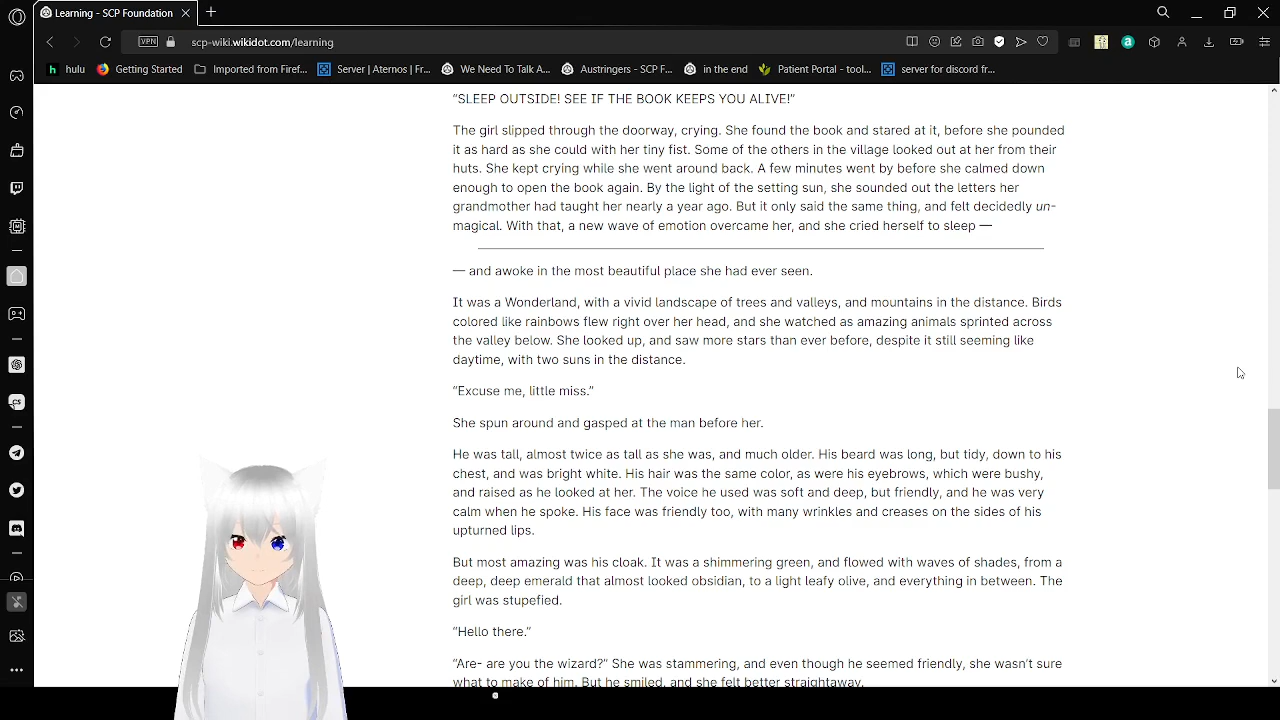 Learning - SCP Foundation
VPN
scp-wiki.wikidot.com/learning
hulu
Getting Started
Imported from Firef...
Server | Aternos | Fr...
We Need To Talk A...
Austringers - SCP F...
in the end
Patient Portal - tool...
server for discord fr...
“SLEEP OUTSIDE! SEE IF THE BOOK KEEPS YOU ALIVE!”
The girl slipped through the doorway, crying. She found the book and stared at it, before she pounded
it as hard as she could with her tiny fist. Some of the others in the village looked out at her from their
huts. She kept crying while she went around back. A few minutes went by before she calmed down
enough to open the book again. By the light of the setting sun, she sounded out the letters her
grandmother had taught her nearly a year ago. But it only said the same thing, and felt decidedly un-
magical. With that, a new wave of emotion overcame her, and she cried herself to sleep —
— and awoke in the most beautiful place she had ever seen.
It was a Wonderland, with a vivid landscape of trees and valleys, and mountains in the distance. Birds
colored like rainbows flew right over her head, and she watched as amazing animals sprinted across
the valley below. She looked up, and saw more stars than ever before, despite it still seeming like
daytime, with two suns in the distance.
“Excuse me, little miss.”
She spun around and gasped at the man before her.
He was tall, almost twice as tall as she was, and much older. His beard was long, but tidy, down to his
chest, and was bright white. His hair was the same color, as were his eyebrows, which were bushy,
and raised as he looked at her. The voice he used was soft and deep, but friendly, and he was very
calm when he spoke. His face was friendly too, with many wrinkles and creases on the sides of his
upturned lips.
But most amazing was his cloak. It was a shimmering green, and flowed with waves of shades, from a
deep, deep emerald that almost looked obsidian, to a light leafy olive, and everything in between. The
girl was stupefied.
“Hello there.”
“Are- are you the wizard?” She was stammering, and even though he seemed friendly, she wasn’t sure
what to make of him. But he smiled, and she felt better straightaway.